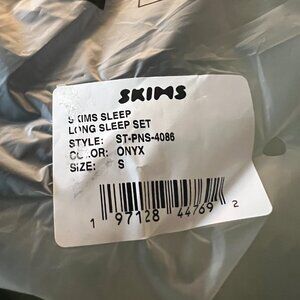 SKIMS
SKIMS SLEEP
LONG SLEEP SET
STYLE: ST-PNS-4086
COLOR: ONYX
SIZE: S
1 97128 44769 2